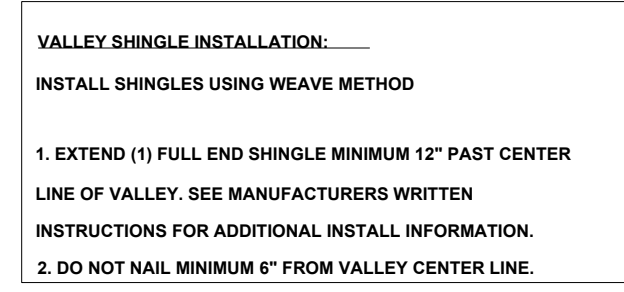 VALLEY SHINGLE INSTALLATION:
INSTALL SHINGLES USING WEAVE METHOD
1. EXTEND (1) FULL END SHINGLE MINIMUM 12" PAST CENTER
LINE OF VALLEY. SEE MANUFACTURERS WRITTEN
INSTRUCTIONS FOR ADDITIONAL INSTALL INFORMATION.
2. DO NOT NAIL MINIMUM 6" FROM VALLEY CENTER LINE.